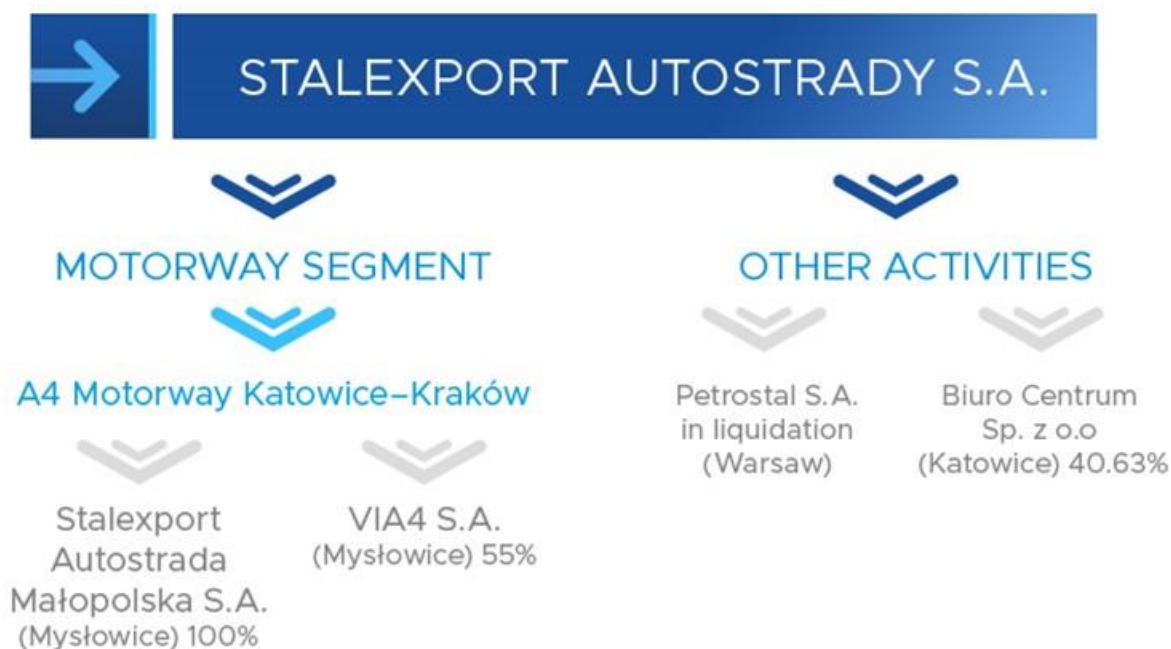 STALEXPORT AUTOSTRADY S.A.
MOTORWAY SEGMENT
A4 Motorway Katowice–Kraków
Stalexport
Autostrada
Małopolska S.A.
(Mysłowice) 100%
VIA4 S.A.
(Mysłowice) 55%
OTHER ACTIVITIES
Petrostal S.A.
in liquidation
(Warsaw)
Biuro Centrum
Sp. z o.o
(Katowice) 40.63%